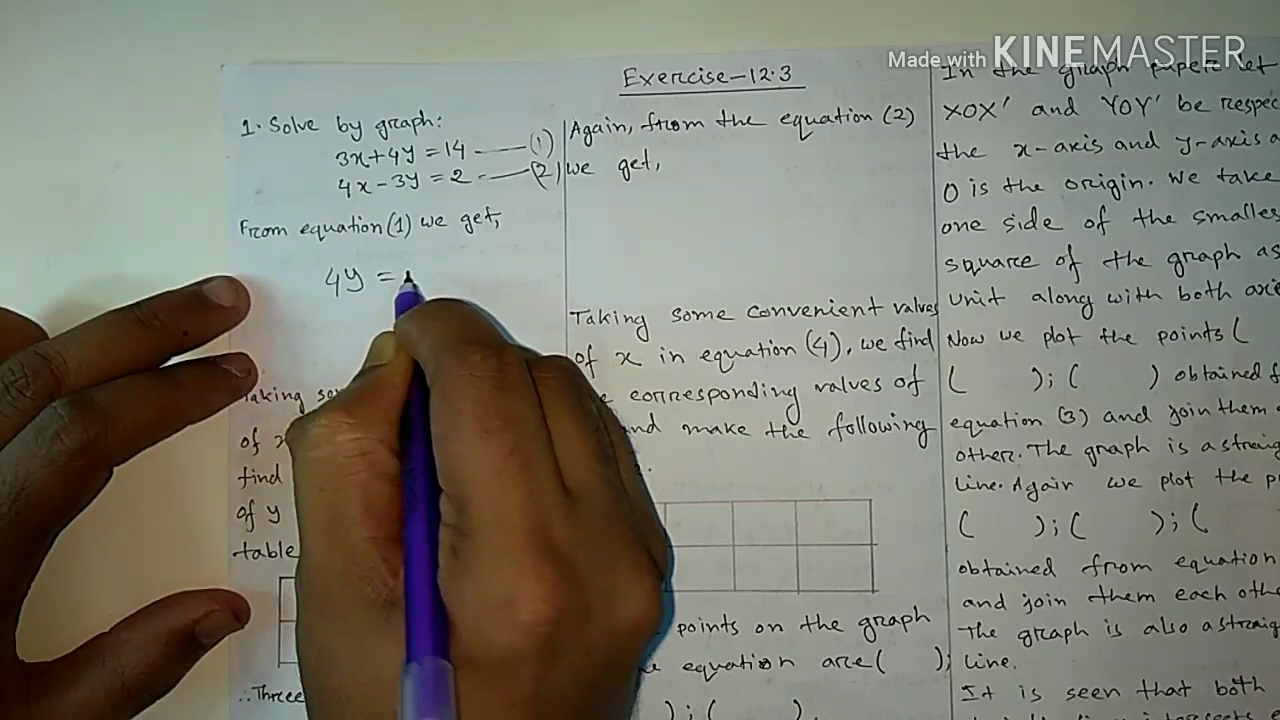 Made with KINEMASTER
Exercise-12.3
1. Solve by graph:
3x+4y=14 ——(1)
4x-3y=2 ——(2)
From equation(1) we get,
4y =
Taking
of
find
of y
table
∴Three
Again, from the equation (2)
we get,
Taking some convenient values
of x in equation (4), we find
corresponding values of
and make the following
points on the graph
equation are( );
); ( ).
In the graph paper let
XOX' and YOY' be
the x-axis and y-axis
O is the origin. We take
one side of the
square of the graph as
unit along with both
Now we plot the points (
( ); ( ) obtained
equation (3) and join them
other. The graph is a
line. Again we plot the
( ); ( ); (
obtained from equation
and join them each
The graph is also a
line.
It is seen that both